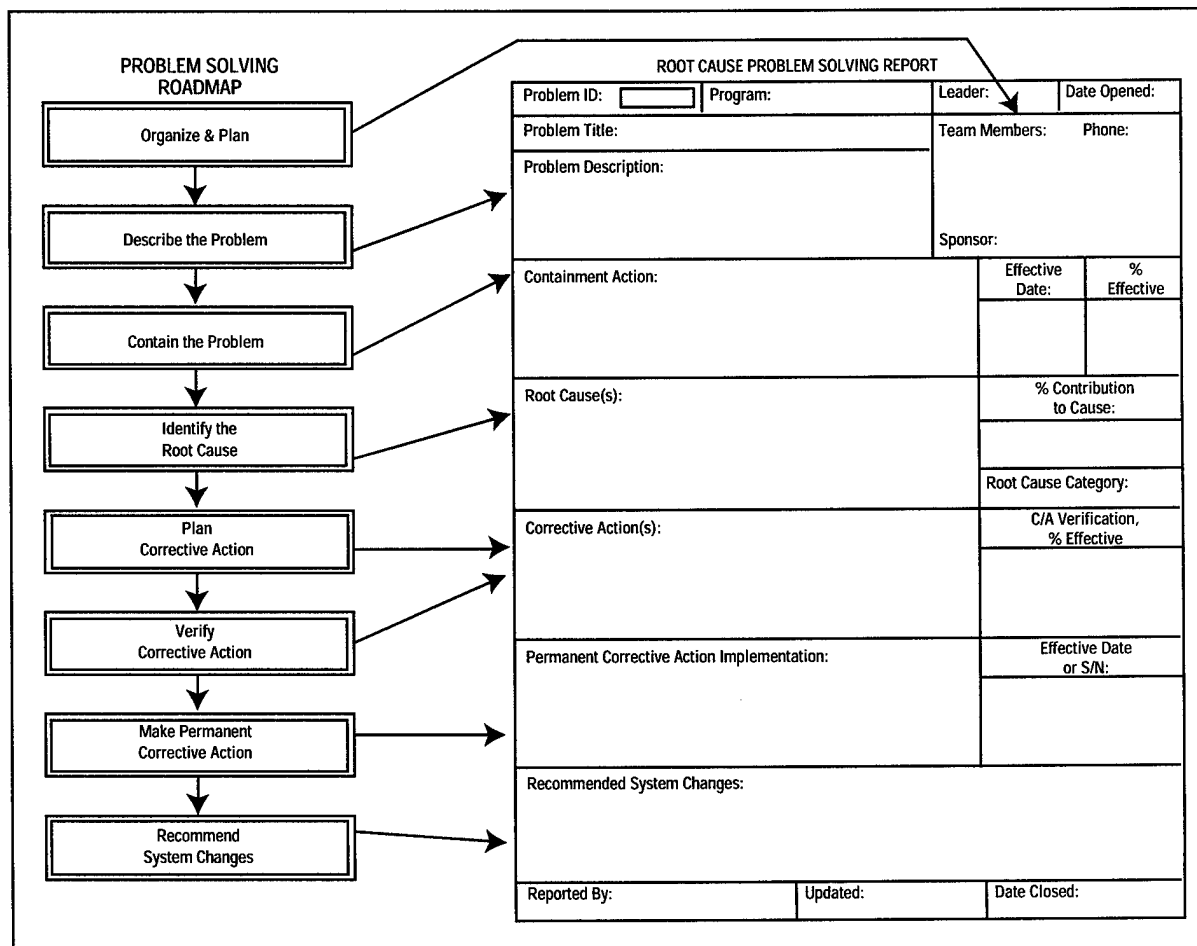 PROBLEM SOLVING
ROADMAP
Organize & Plan
Describe the Problem
Contain the Problem
Identify the
Root Cause
Plan
Corrective Action
Verify
Corrective Action
Make Permanent
Corrective Action
Recommend
System Changes
ROOT CAUSE PROBLEM SOLVING REPORT
Problem ID: Program: Leader: Date Opened:
Problem Title:
Team Members: Phone:
Problem Description:
Sponsor:
Containment Action:
Effective
Date:
%
Effective
Root Cause(s):
% Contribution
to Cause:
Root Cause Category:
Corrective Action(s):
C/A Verification,
% Effective
Permanent Corrective Action Implementation:
Effective Date
or S/N:
Recommended System Changes:
Reported By: Updated: Date Closed: